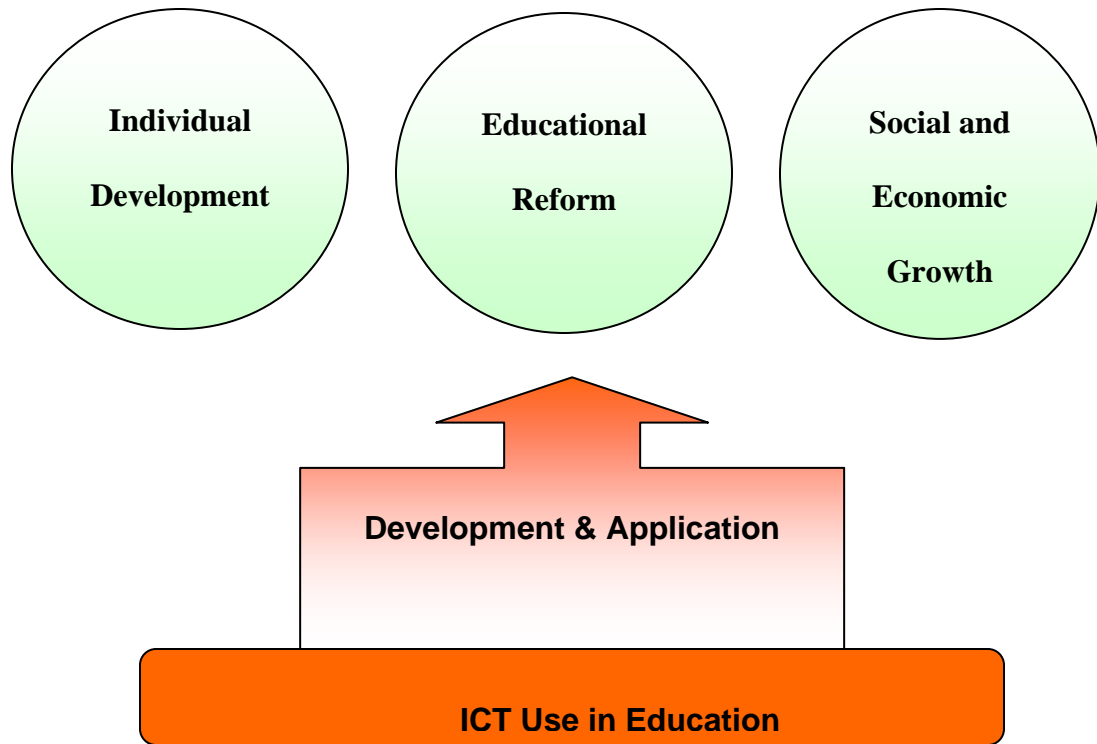 Individual
Development
Educational
Reform
Social and
Economic
Growth
Development & Application
ICT Use in Education